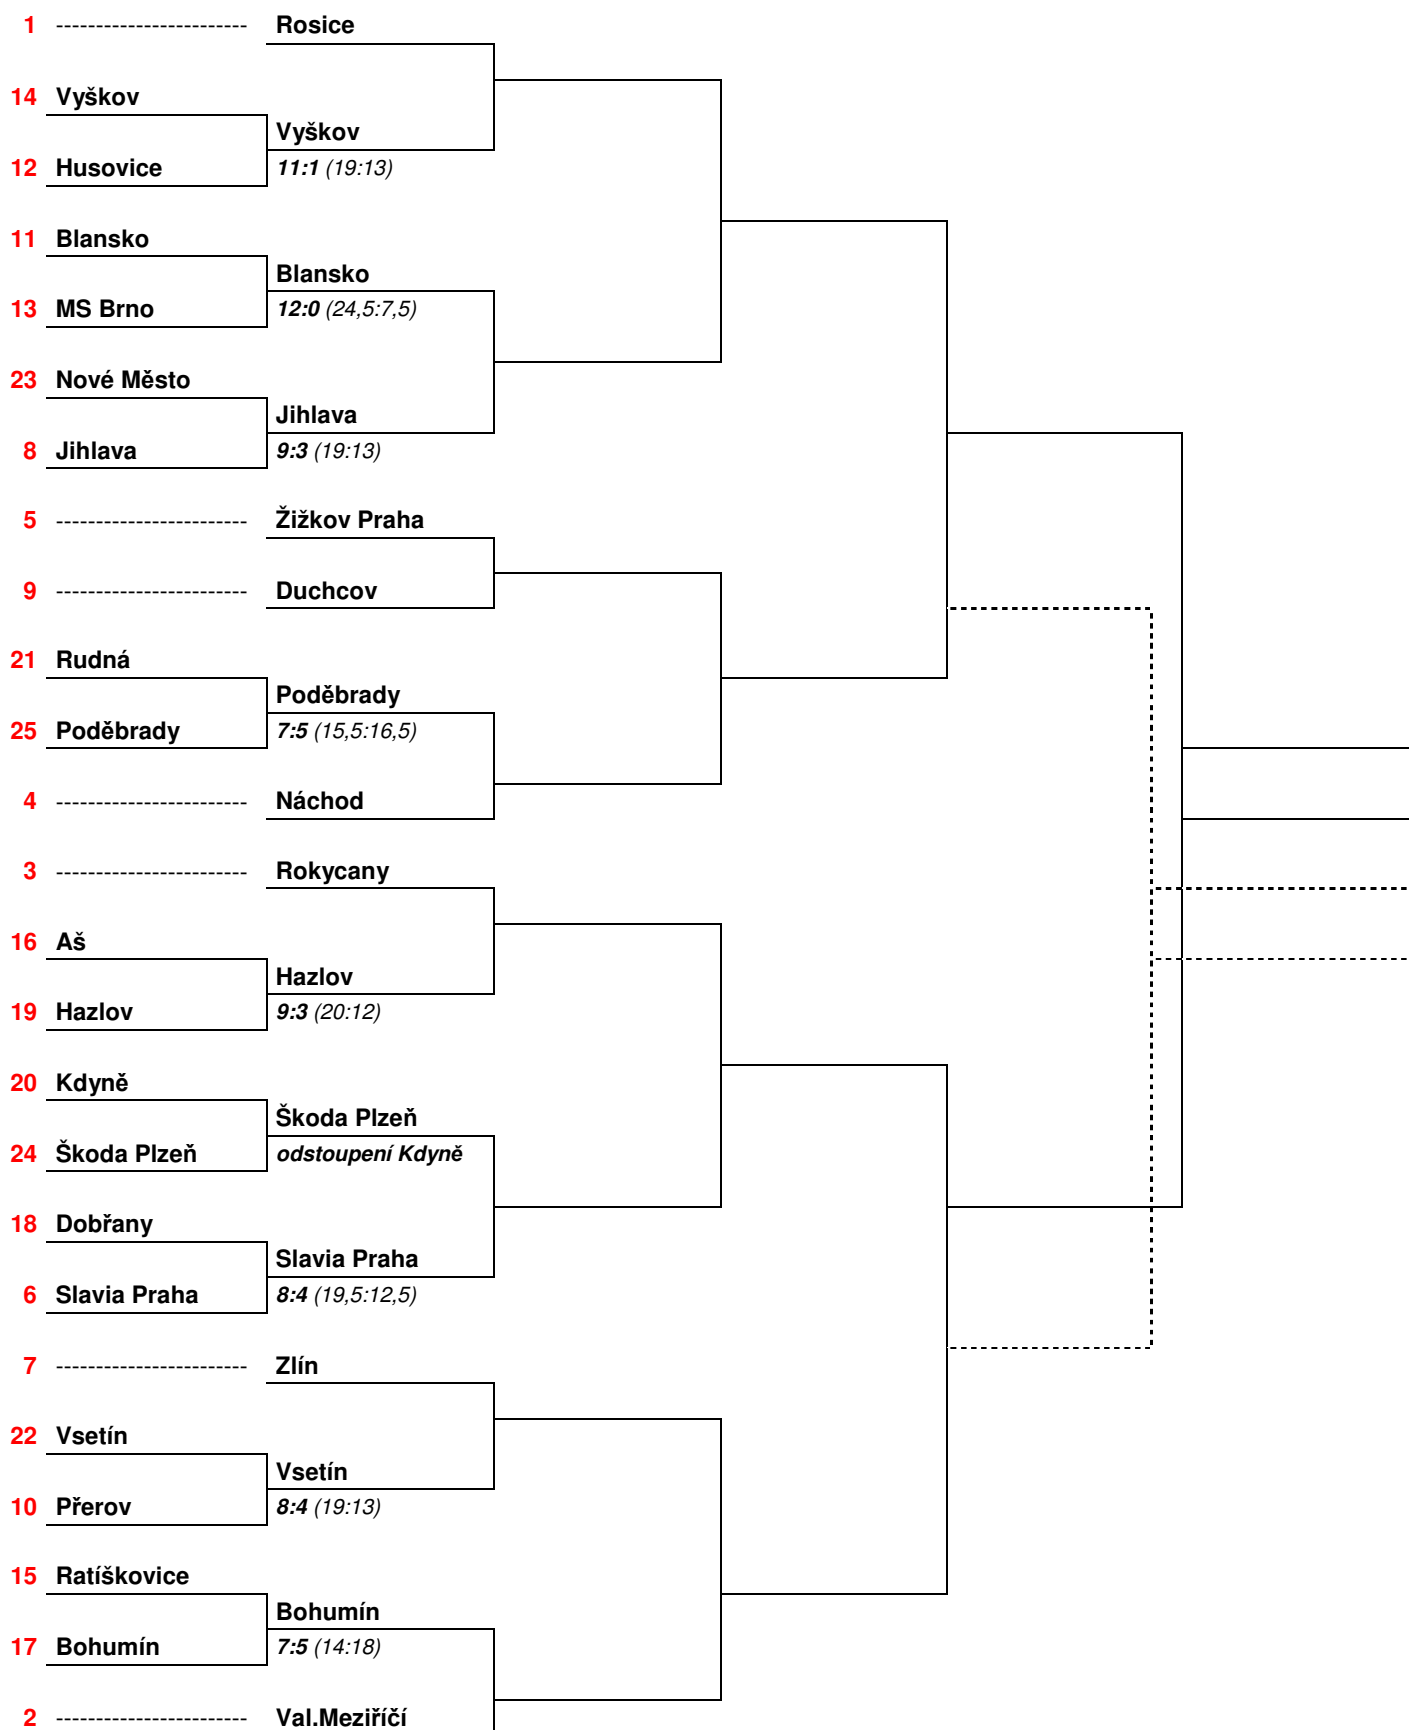 1 ------------------------ Rosice
14 Vyškov
Vyškov
12 Husovice 11:1 (19:13)
11 Blansko
Blansko
13 MS Brno 12:0 (24,5:7,5)
23 Nové Město
Jihlava
8 Jihlava 9:3 (19:13)
5 ------------------------ Žižkov Praha
9 ------------------------ Duchcov
21 Rudná
Poděbrady
25 Poděbrady 7:5 (15,5:16,5)
4 ------------------------ Náchod
3 ------------------------ Rokycany
16 Aš
Hazlov
19 Hazlov 9:3 (20:12)
20 Kdyně
Škoda Plzeň
24 Škoda Plzeň odstoupení Kdyně
18 Dobřany
Slavia Praha
6 Slavia Praha 8:4 (19,5:12,5)
7 ------------------------ Zlín
22 Vsetín
Vsetín
10 Přerov 8:4 (19:13)
15 Ratíškovice
Bohumín
17 Bohumín 7:5 (14:18)
2 ------------------------ Val.Meziříčí